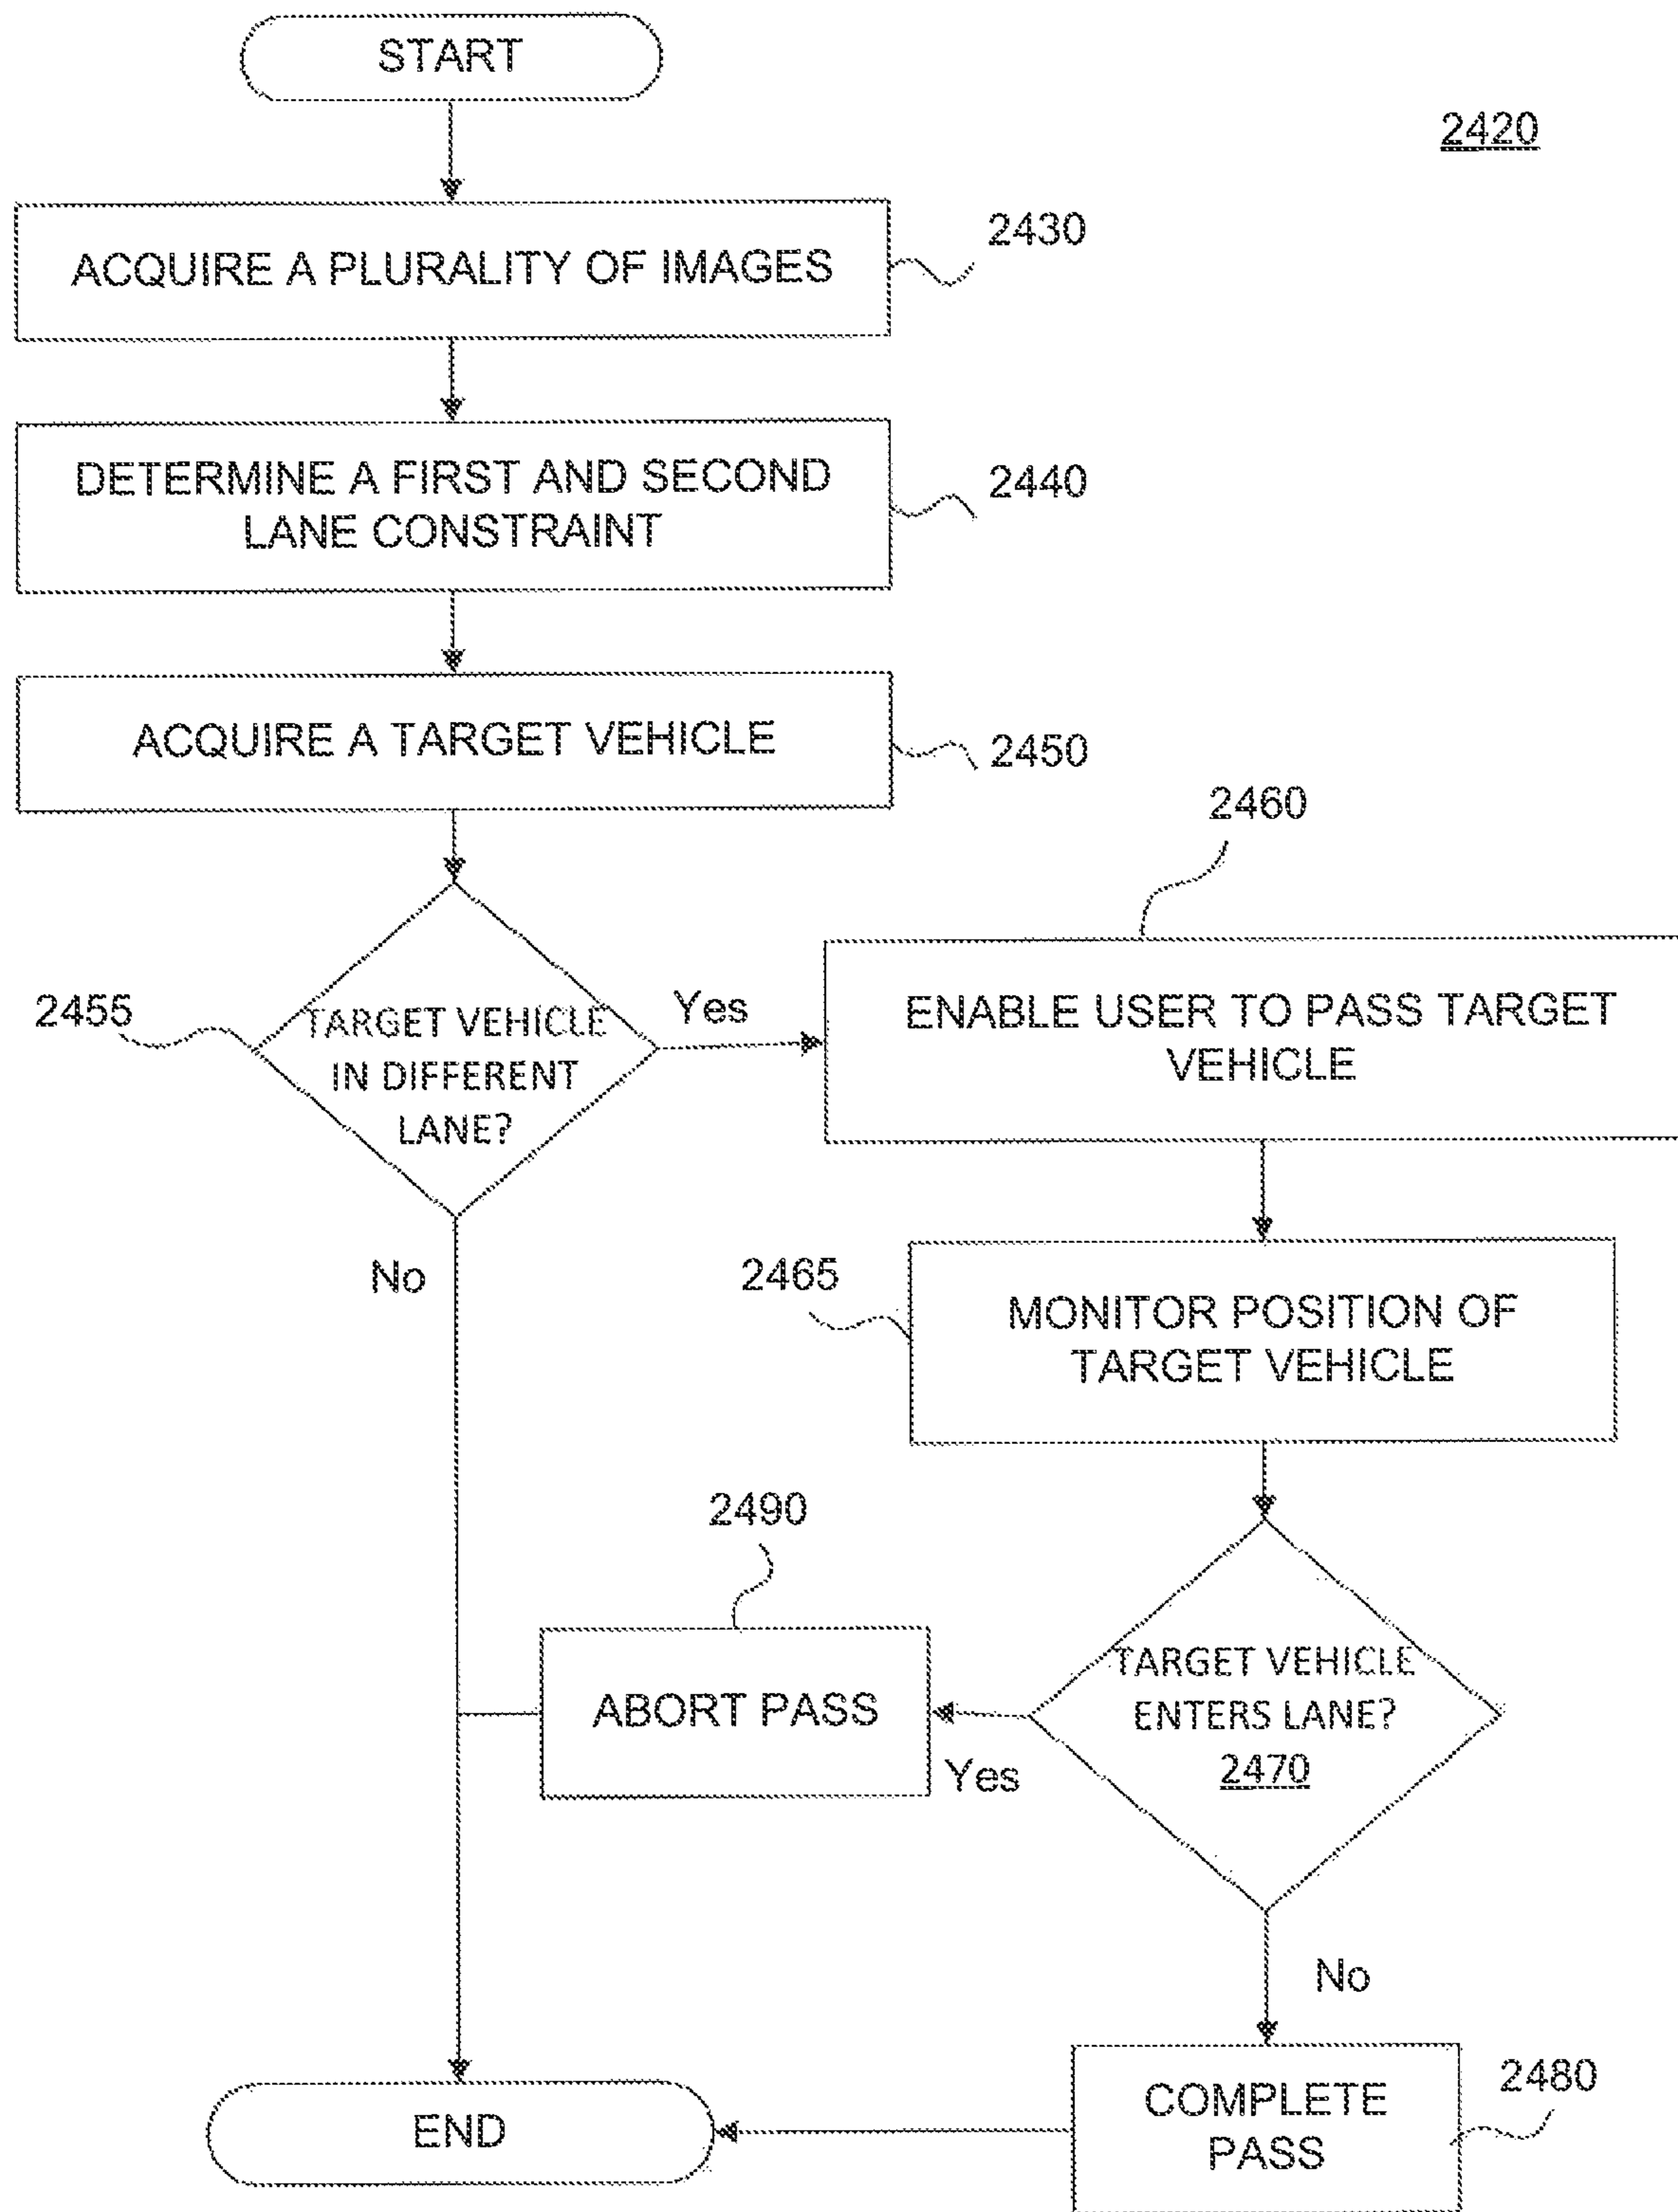 START
2420
ACQUIRE A PLURALITY OF IMAGES
2430
DETERMINE A FIRST AND SECOND
LANE CONSTRAINT
2440
ACQUIRE A TARGET VEHICLE
2450
2460
2455
TARGET VEHICLE
IN DIFFERENT
LANE?
Yes
ENABLE USER TO PASS TARGET
VEHICLE
No
2465
MONITOR POSITION OF
TARGET VEHICLE
2490
ABORT PASS
Yes
TARGET VEHICLE
ENTERS LANE?
2470
No
END
COMPLETE
PASS
2480